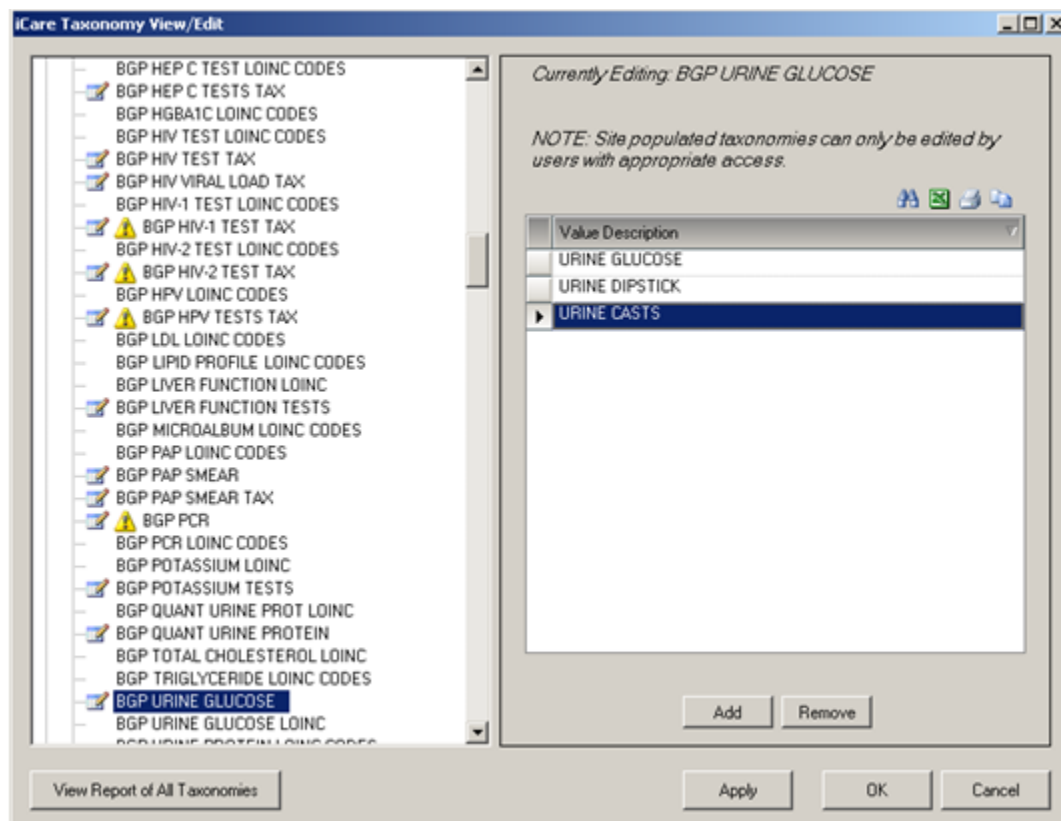 iCare Taxonomy View/Edit
BGP HEP C TEST LOINC CODES
BGP HEP C TESTS TAX
BGP HGBA1C LOINC CODES
BGP HIV TEST LOINC CODES
BGP HIV TEST TAX
BGP HIV VIRAL LOAD TAX
BGP HIV-1 TEST LOINC CODES
BGP HIV-1 TEST TAX
BGP HIV-2 TEST LOINC CODES
BGP HIV-2 TEST TAX
BGP HPV LOINC CODES
BGP HPV TESTS TAX
BGP LDL LOINC CODES
BGP LIPID PROFILE LOINC CODES
BGP LIVER FUNCTION LOINC
BGP LIVER FUNCTION TESTS
BGP MICROALBUM LOINC CODES
BGP PAP LOINC CODES
BGP PAP SMEAR
BGP PAP SMEAR TAX
BGP PCR
BGP PCR LOINC CODES
BGP POTASSIUM LOINC
BGP POTASSIUM TESTS
BGP QUANT URINE PROT LOINC
BGP QUANT URINE PROTEIN
BGP TOTAL CHOLESTEROL LOINC
BGP TRIGLYCERIDE LOINC CODES
BGP URINE GLUCOSE
BGP URINE GLUCOSE LOINC
BGP URINE PROTEIN LOINC CODES
Currently Editing: BGP URINE GLUCOSE
NOTE: Site populated taxonomies can only be edited by
users with appropriate access.
Value Description
URINE GLUCOSE
URINE DIPSTICK
URINE CASTS
Add
Remove
View Report of All Taxonomies
Apply
OK
Cancel